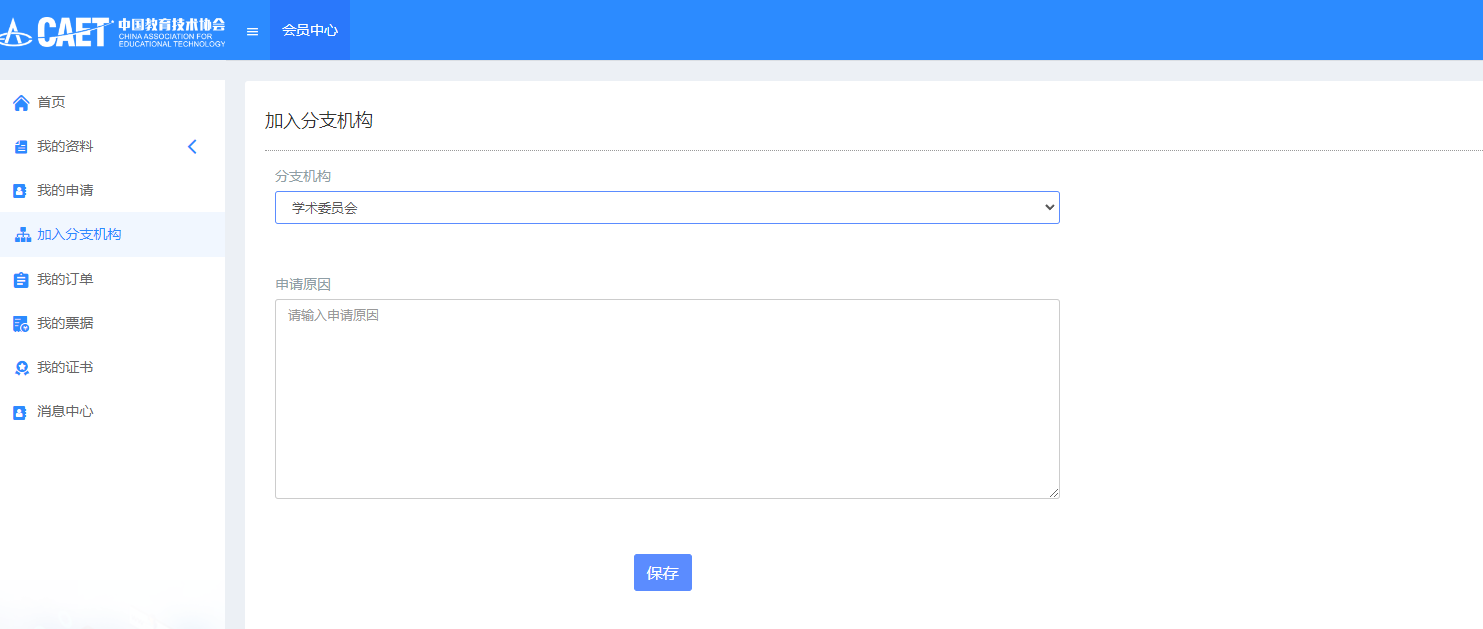 CAET
中国教育技术协会
CHINA ASSOCIATION FOR
EDUCATIONAL TECHNOLOGY
会员中心
首页
我的资料
我的申请
加入分支机构
我的订单
我的票据
我的证书
消息中心
加入分支机构
分支机构
学术委员会
申请原因
请输入申请原因
保存